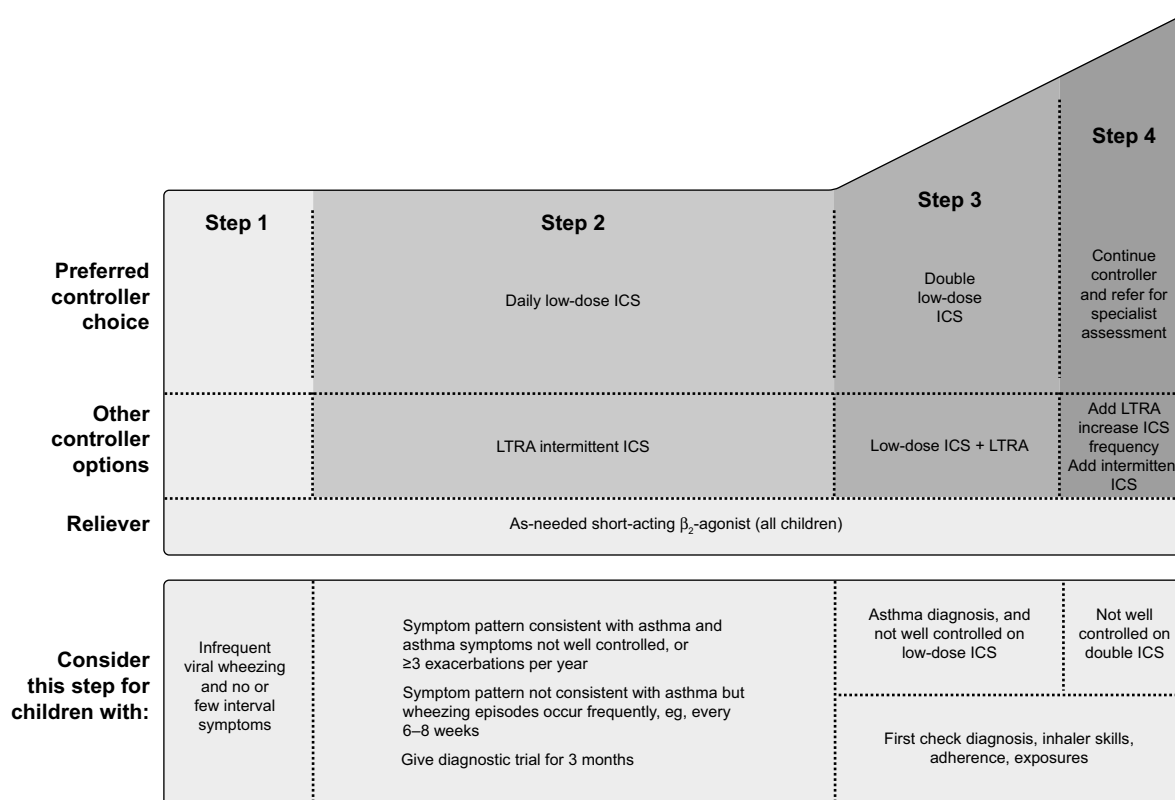 Step 1
Step 2
Step 3
Step 4
Preferred
controller
choice
Daily low-dose ICS
Double
low-dose
ICS
Continue
controller
and refer for
specialist
assessment
Other
controller
options
LTRA intermittent ICS
Low-dose ICS + LTRA
Add LTRA
increase ICS
frequency
Add intermitten
ICS
Reliever
As-needed short-acting β₂-agonist (all children)
Consider
this step for
children with:
Infrequent
viral wheezing
and no or
few interval
symptoms
Symptom pattern consistent with asthma and
asthma symptoms not well controlled, or
≥3 exacerbations per year
Symptom pattern not consistent with asthma but
wheezing episodes occur frequently, eg, every
6–8 weeks
Give diagnostic trial for 3 months
Asthma diagnosis, and
not well controlled on
low-dose ICS
Not well
controlled on
double ICS
First check diagnosis, inhaler skills,
adherence, exposures